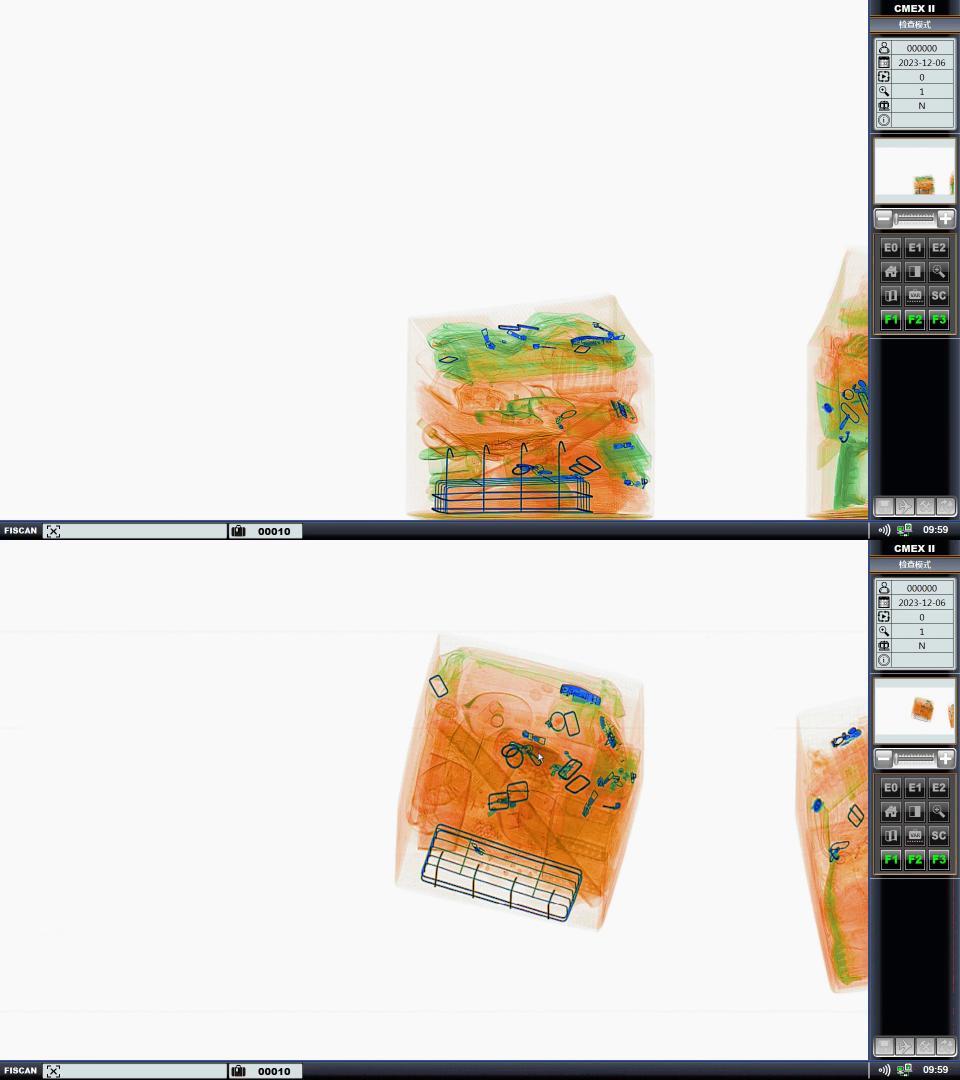 CMEX II
检查模式
000000
2023-12-06
0
1
N
E0 E1 E2
SC
F1 F2 F3
FISCAN
00010
09:59
CMEX II
检查模式
000000
2023-12-06
0
1
N
E0 E1 E2
SC
F1 F2 F3
FISCAN
00010
09:59